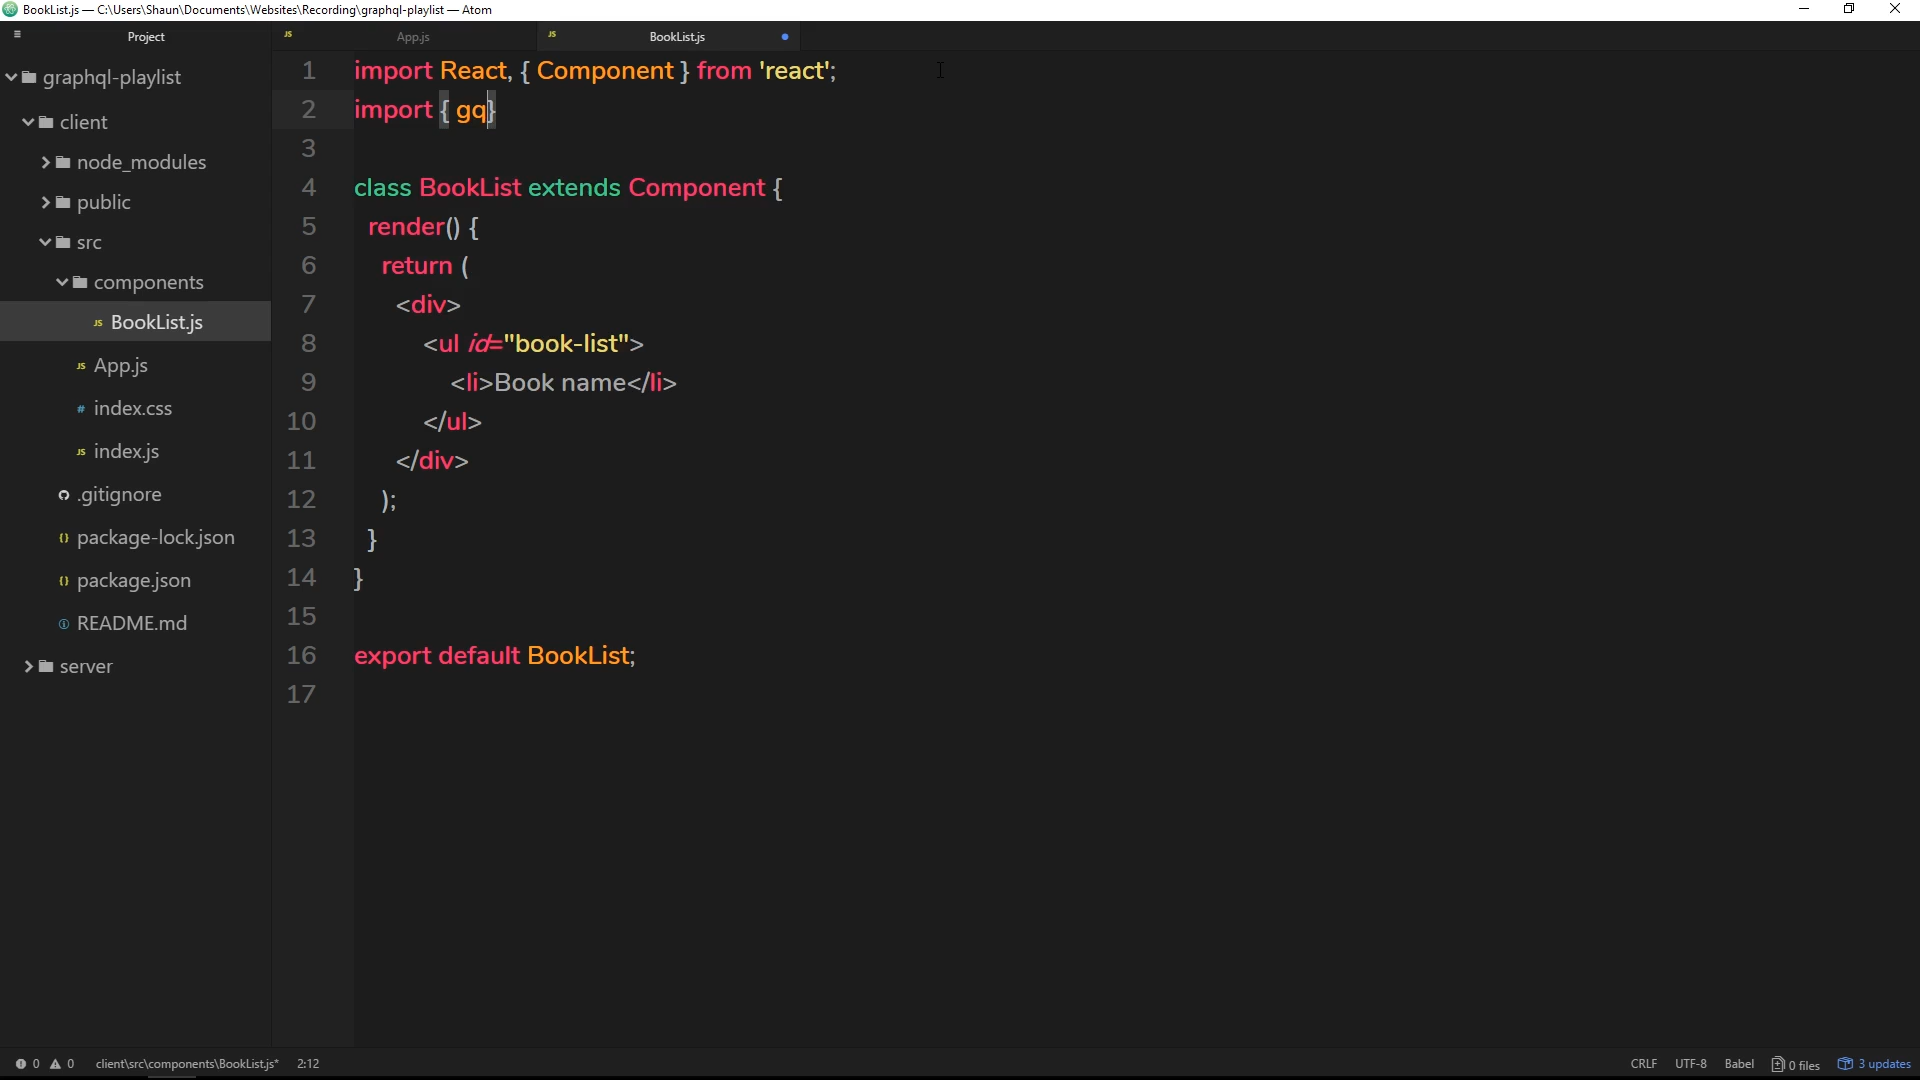 BookList.js — C:\Users\Shaun\Documents\Websites\Recording\graphql-playlist — Atom
Project
App.js
BookList.js
graphql-playlist
client
node_modules
public
src
components
BookList.js
App.js
index.css
index.js
.gitignore
package-lock.json
package.json
README.md
server
1 import React, { Component } from 'react';
2 import { gq}
3
4 class BookList extends Component {
5 render() {
6 return (
7 <div>
8 <ul id="book-list">
9 <li>Book name</li>
10 </ul>
11 </div>
12 );
13 }
14 }
15
16 export default BookList;
17
0 0 client\src\components\BookList.js* 2:12 CRLF UTF-8 Babel 0 files 3 updates